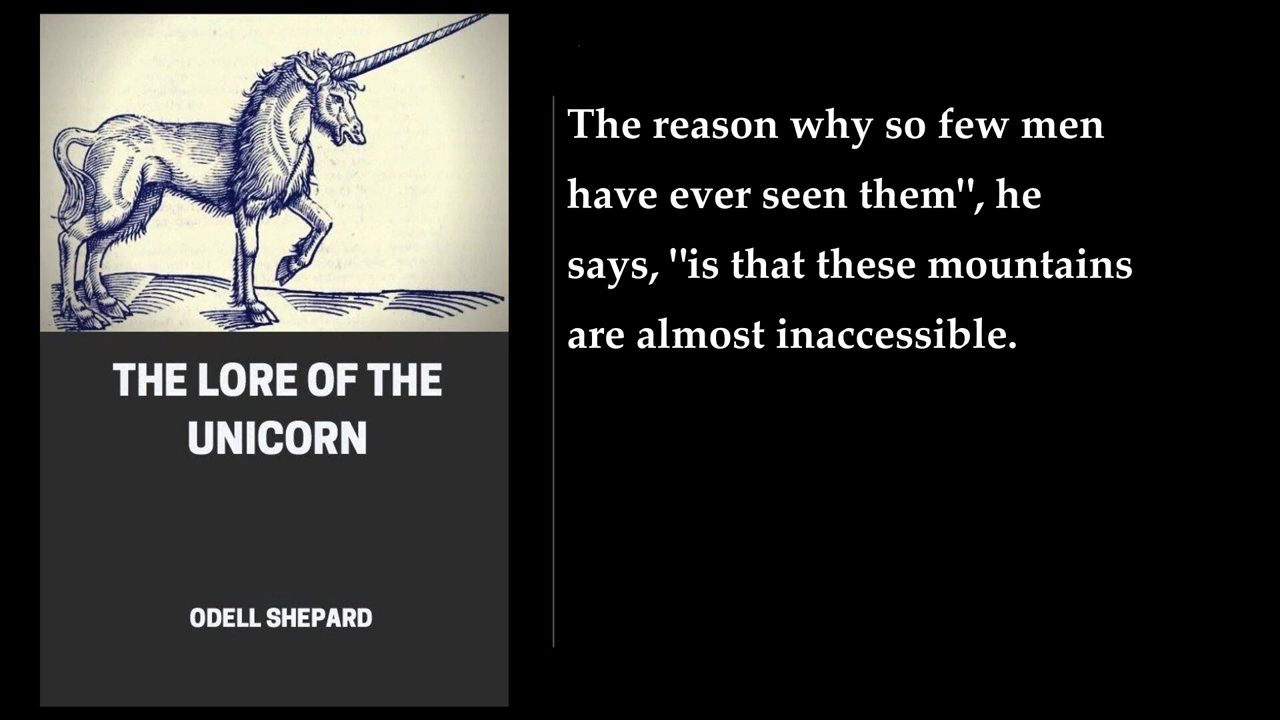 THE LORE OF THE
UNICORN
ODELL SHEPARD
The reason why so few men
have ever seen them", he
says, "is that these mountains
are almost inaccessible.